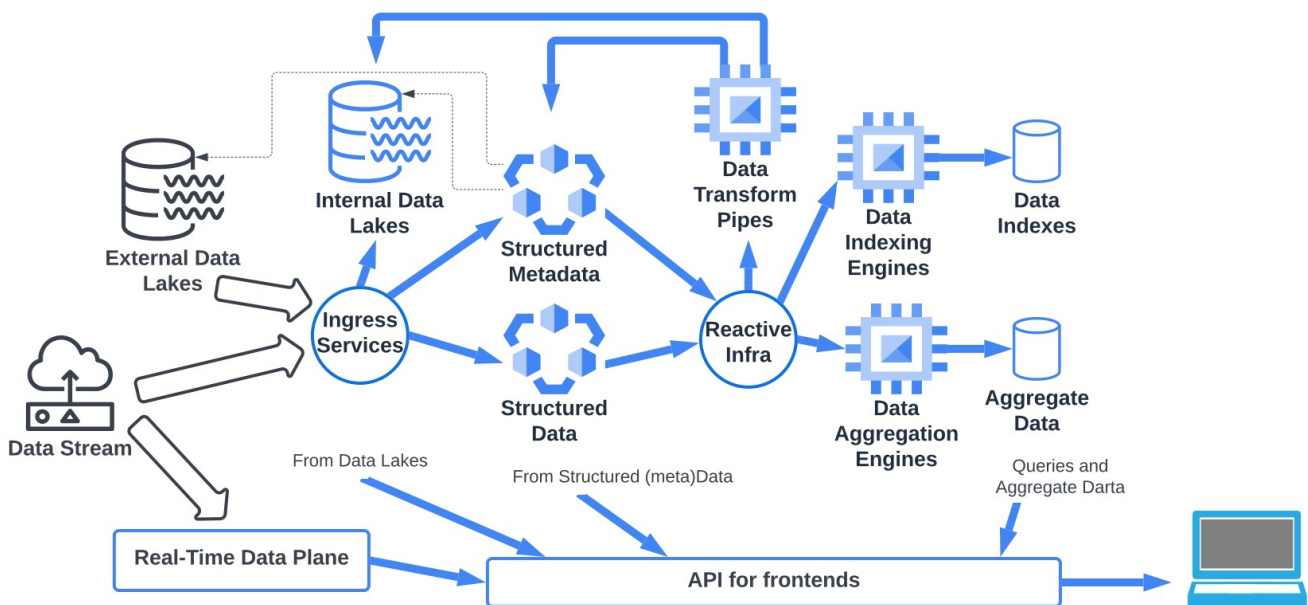 Data
Transform
Pipes
Internal Data
Lakes
External Data
Lakes
Structured
Metadata
Data
Indexing
Engines
Data
Indexes
Ingress
Services
Reactive
Infra
Structured
Data
Data
Aggregation
Engines
Aggregate
Data
Data Stream
From Data Lakes
From Structured (meta)Data
Queries and
Aggregate Darta
Real-Time Data Plane
API for frontends